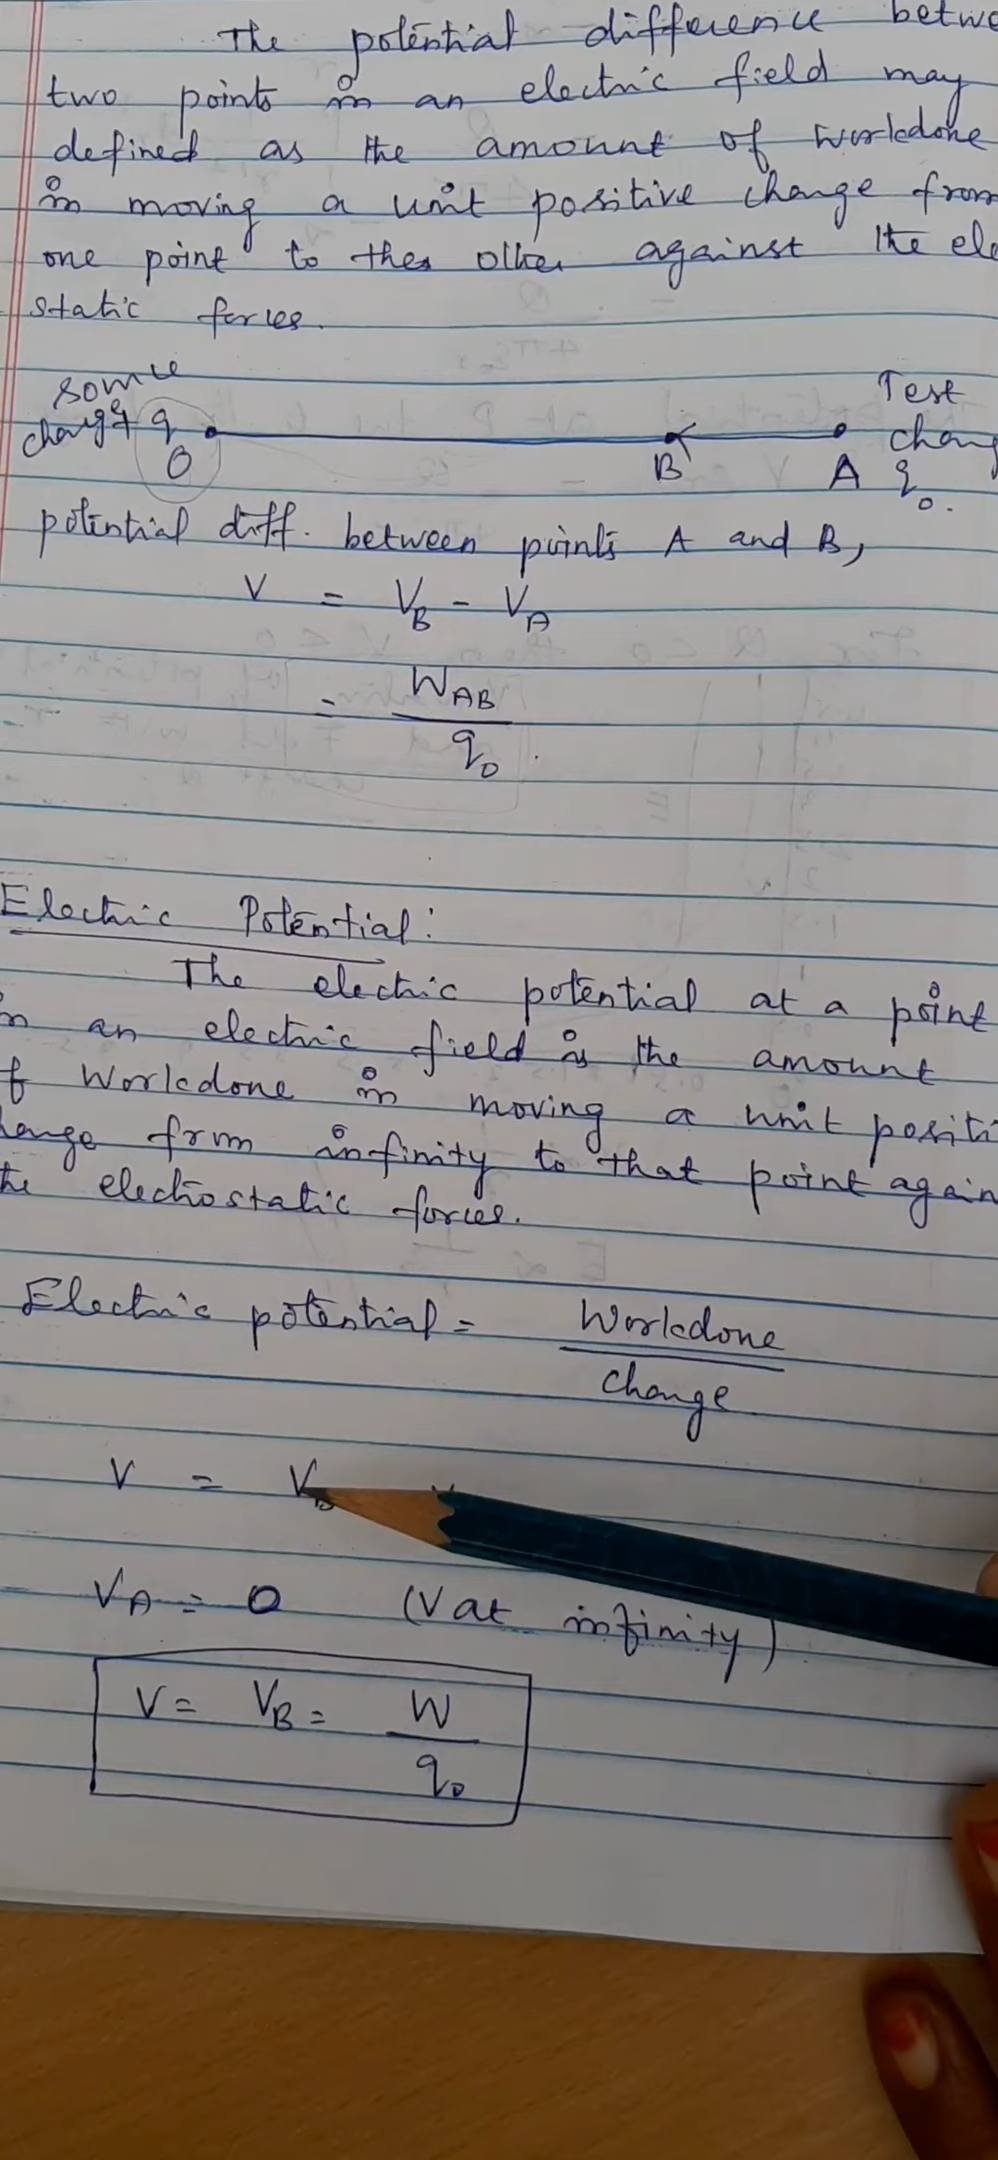 The potential difference betwe
two points in an electric field may
defined as the amount of workdone
in moving a unit positive charge from
one point to the other against the ele
static forces.
source Test
charge + q charg
O B A q₀.
potential diff. between points A and B,
V = V_B - V_A
= W_AB / q₀.
Electric Potential:
The electric potential at a point
in an electric field is the amount
f Workdone in moving a unit positi
harge from infinity to that point again
the electrostatic forces.
Electric potential = Workdone / charge
V = V_B
V_A = 0 (V at infinity)
V = V_B = W / q₀